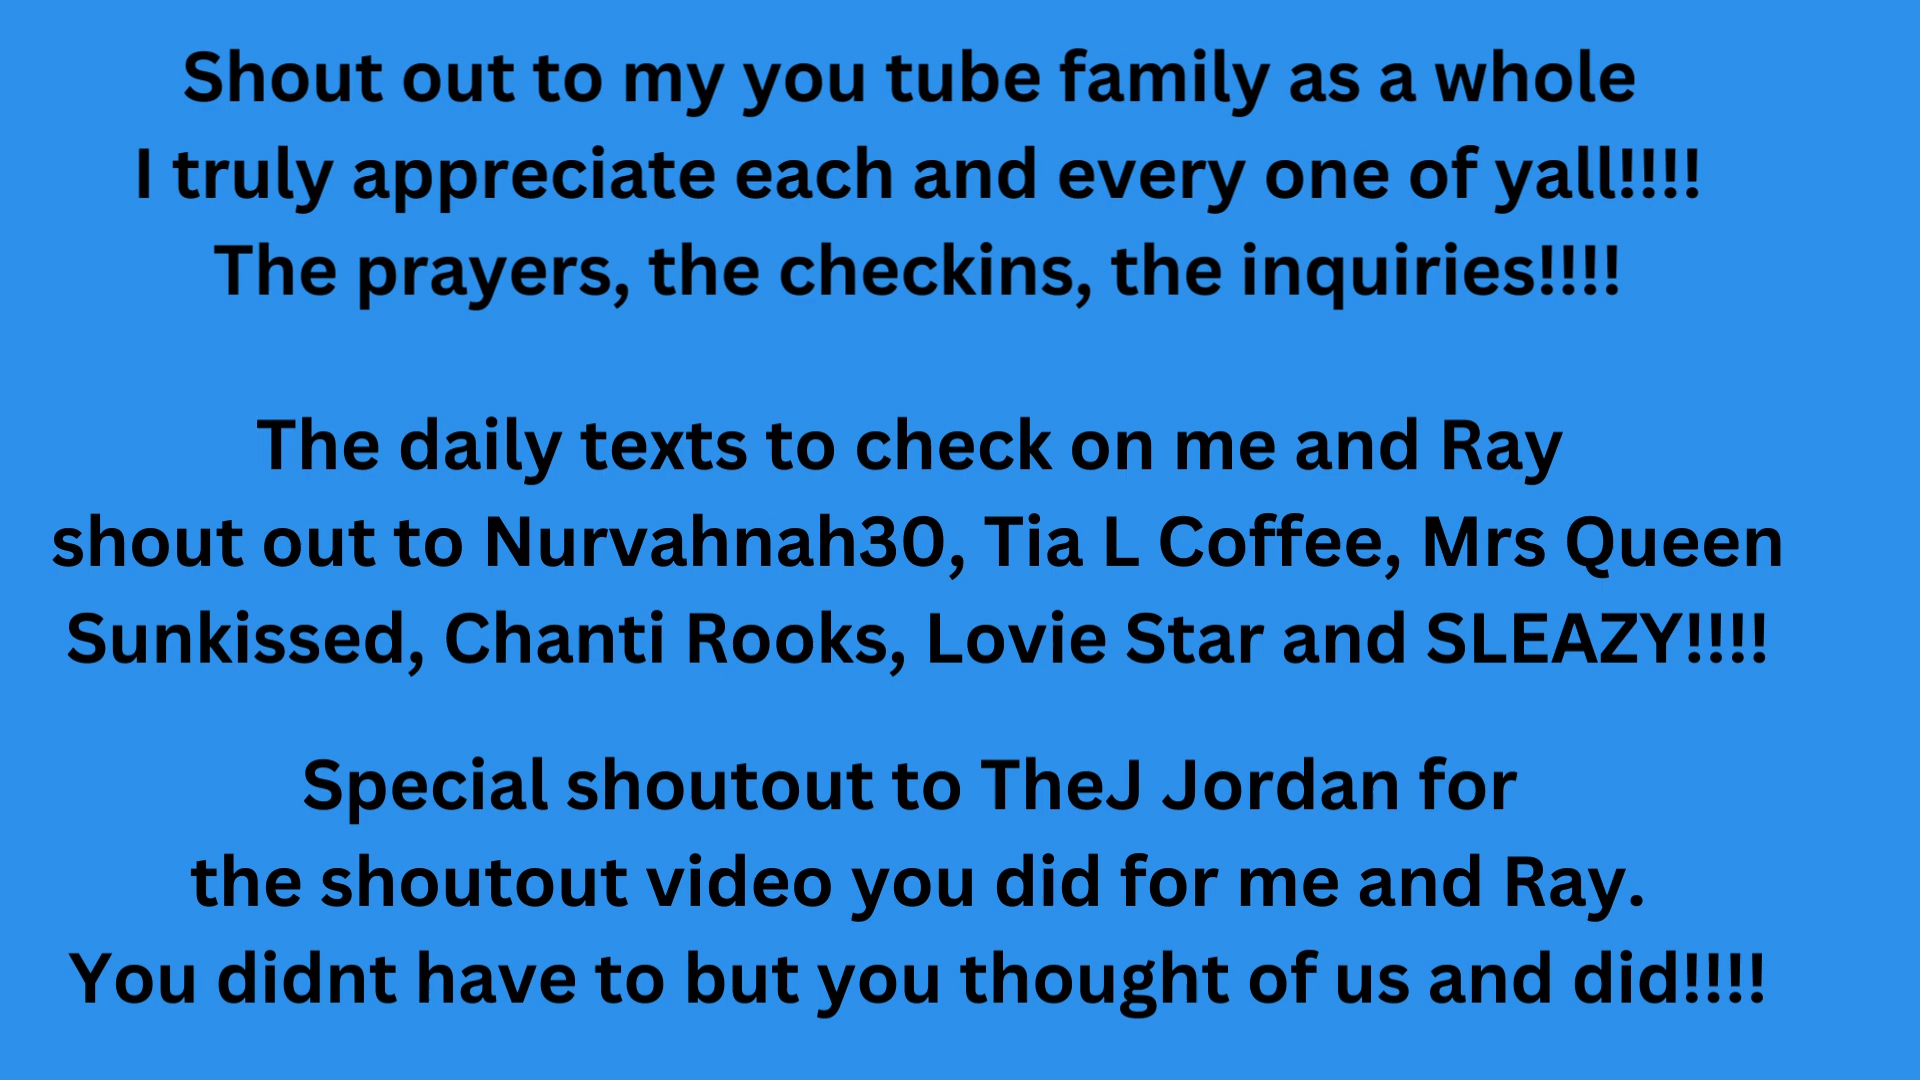 Shout out to my you tube family as a whole
I truly appreciate each and every one of yall!!!!
The prayers, the checkins, the inquiries!!!!
The daily texts to check on me and Ray
shout out to Nurvahnah30, Tia L Coffee, Mrs Queen
Sunkissed, Chanti Rooks, Lovie Star and SLEAZY!!!!
Special shoutout to TheJ Jordan for
the shoutout video you did for me and Ray.
You didnt have to but you thought of us and did!!!!